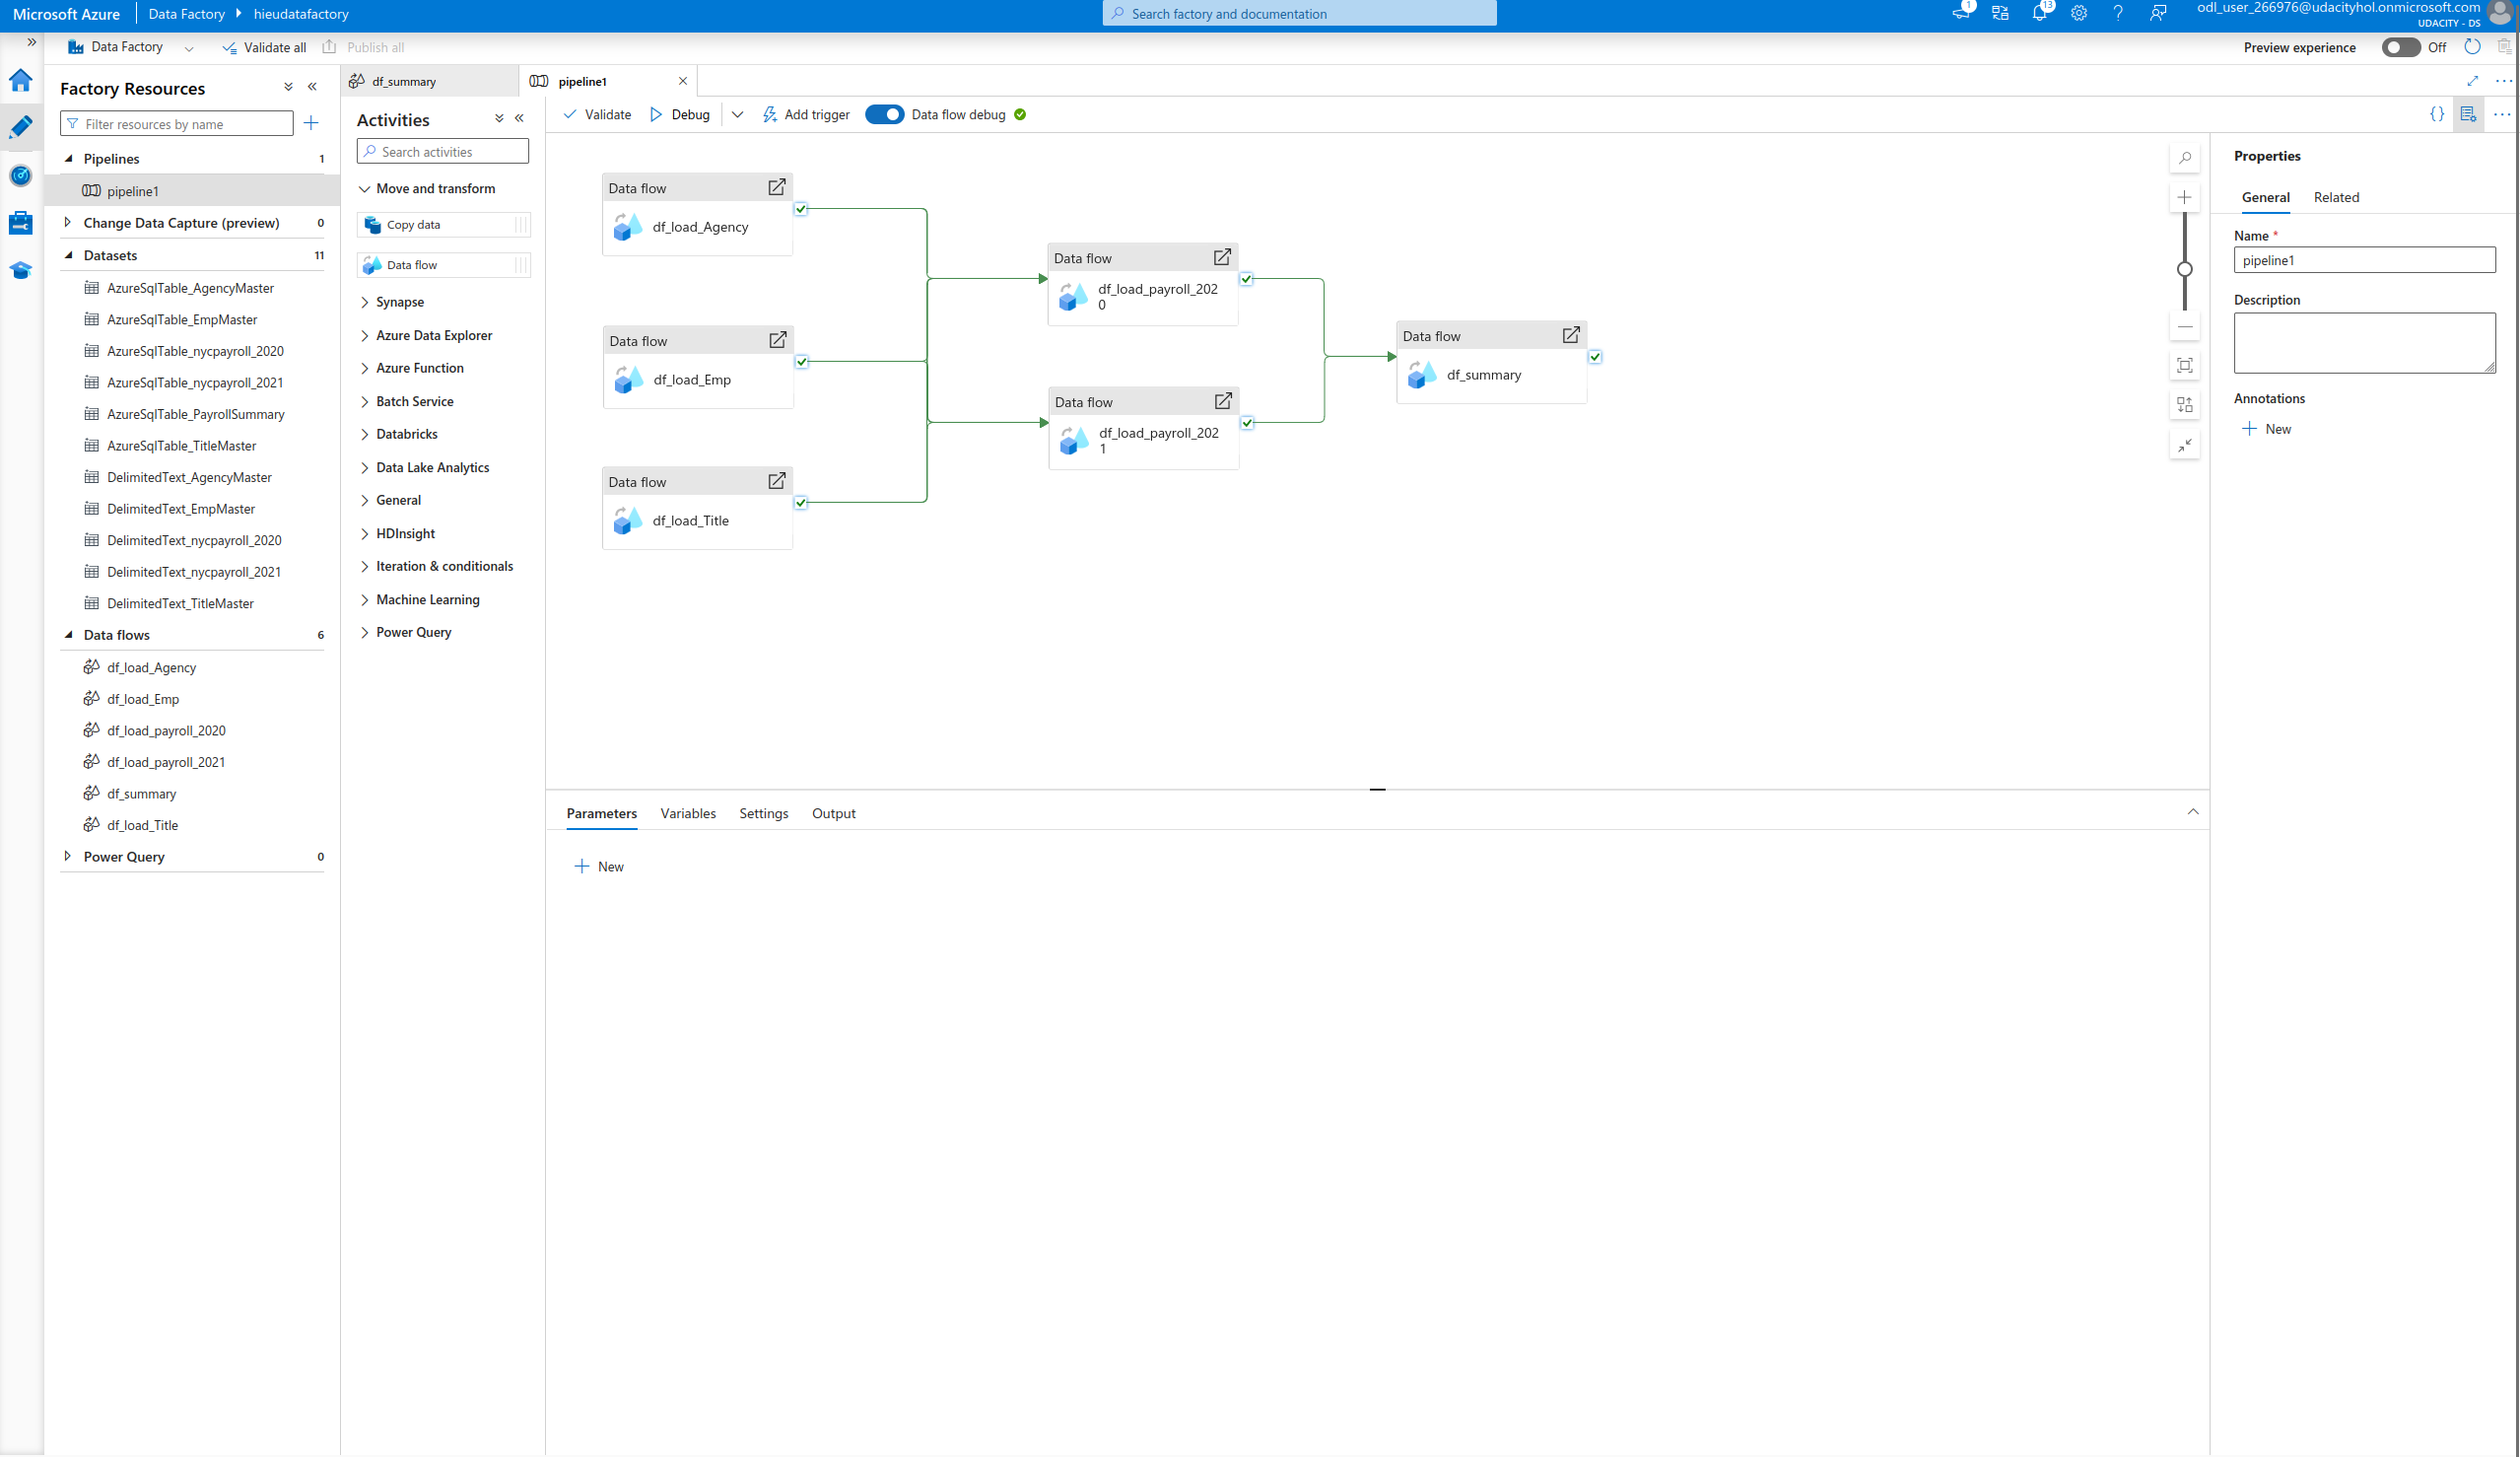 Microsoft Azure
Data Factory
hieudatafactory
Search factory and documentation
1
13
odl_user_266976@udacityhol.onmicrosoft.com
UDACITY - DS
Data Factory
Validate all
Publish all
Preview experience
Off
Factory Resources
Filter resources by name
Pipelines 1
pipeline1
Change Data Capture (preview) 0
Datasets 11
AzureSqlTable_AgencyMaster
AzureSqlTable_EmpMaster
AzureSqlTable_nycpayroll_2020
AzureSqlTable_nycpayroll_2021
AzureSqlTable_PayrollSummary
AzureSqlTable_TitleMaster
DelimitedText_AgencyMaster
DelimitedText_EmpMaster
DelimitedText_nycpayroll_2020
DelimitedText_nycpayroll_2021
DelimitedText_TitleMaster
Data flows 6
df_load_Agency
df_load_Emp
df_load_payroll_2020
df_load_payroll_2021
df_summary
df_load_Title
Power Query 0
df_summary
pipeline1
Activities
Search activities
Move and transform
Copy data
Data flow
Synapse
Azure Data Explorer
Azure Function
Batch Service
Databricks
Data Lake Analytics
General
HDInsight
Iteration & conditionals
Machine Learning
Power Query
Validate
Debug
Add trigger
Data flow debug
{}
Data flow
df_load_Agency
Data flow
df_load_Emp
Data flow
df_load_Title
Data flow
df_load_payroll_202
0
Data flow
df_load_payroll_202
1
Data flow
df_summary
Parameters
Variables
Settings
Output
New
Properties
General
Related
Name *
pipeline1
Description
Annotations
New